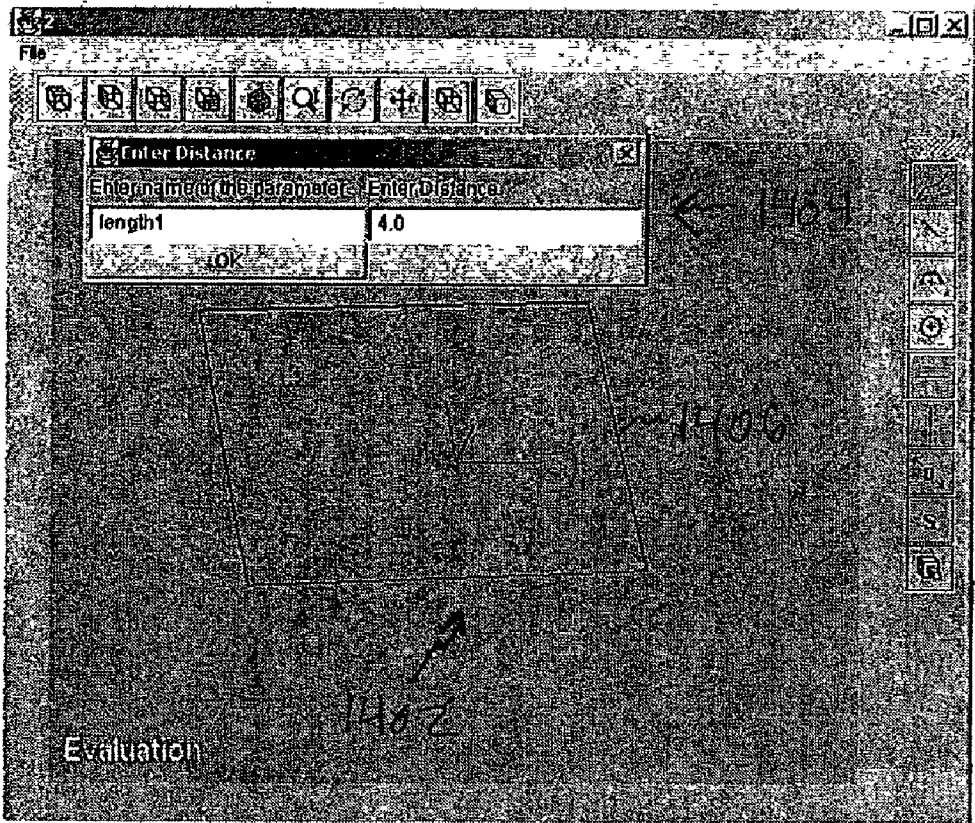 File
Enter Distance
Enter name of the parameter Enter Distance
length1 4.0
OK
1404
1406
1402
Evaluation